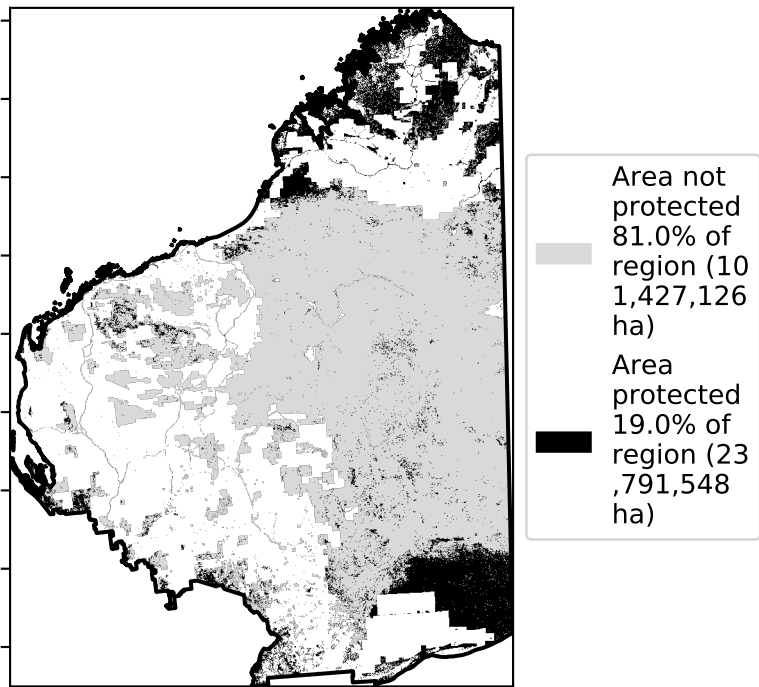 Area not
protected
81.0% of
region (10
1,427,126
ha)
Area
protected
19.0% of
region (23
,791,548
ha)